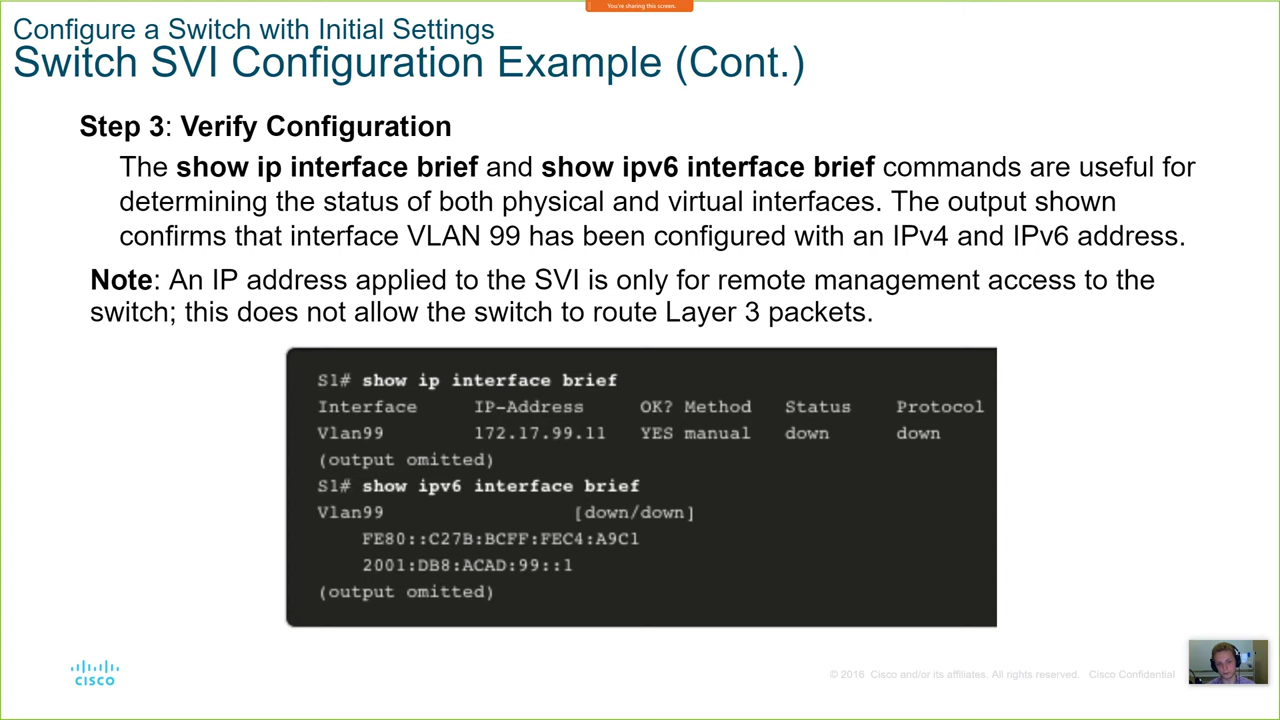 You're sharing this screen.
Configure a Switch with Initial Settings
Switch SVI Configuration Example (Cont.)
Step 3: Verify Configuration
The show ip interface brief and show ipv6 interface brief commands are useful for
determining the status of both physical and virtual interfaces. The output shown
confirms that interface VLAN 99 has been configured with an IPv4 and IPv6 address.
Note: An IP address applied to the SVI is only for remote management access to the
switch; this does not allow the switch to route Layer 3 packets.
S1# show ip interface brief
Interface IP-Address OK? Method Status Protocol
Vlan99 172.17.99.11 YES manual down down
(output omitted)
S1# show ipv6 interface brief
Vlan99 [down/down]
FE80::C27B:BCFF:FEC4:A9C1
2001:DB8:ACAD:99::1
(output omitted)
CISCO
© 2016 Cisco and/or its affiliates. All rights reserved. Cisco Confidential